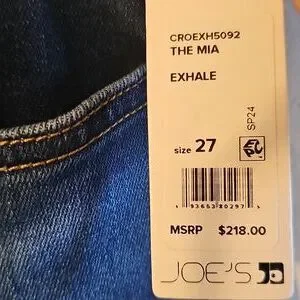 CROEXH5092
THE MIA
EXHALE
SP24
size 27
MSRP $218.00
JOE'S